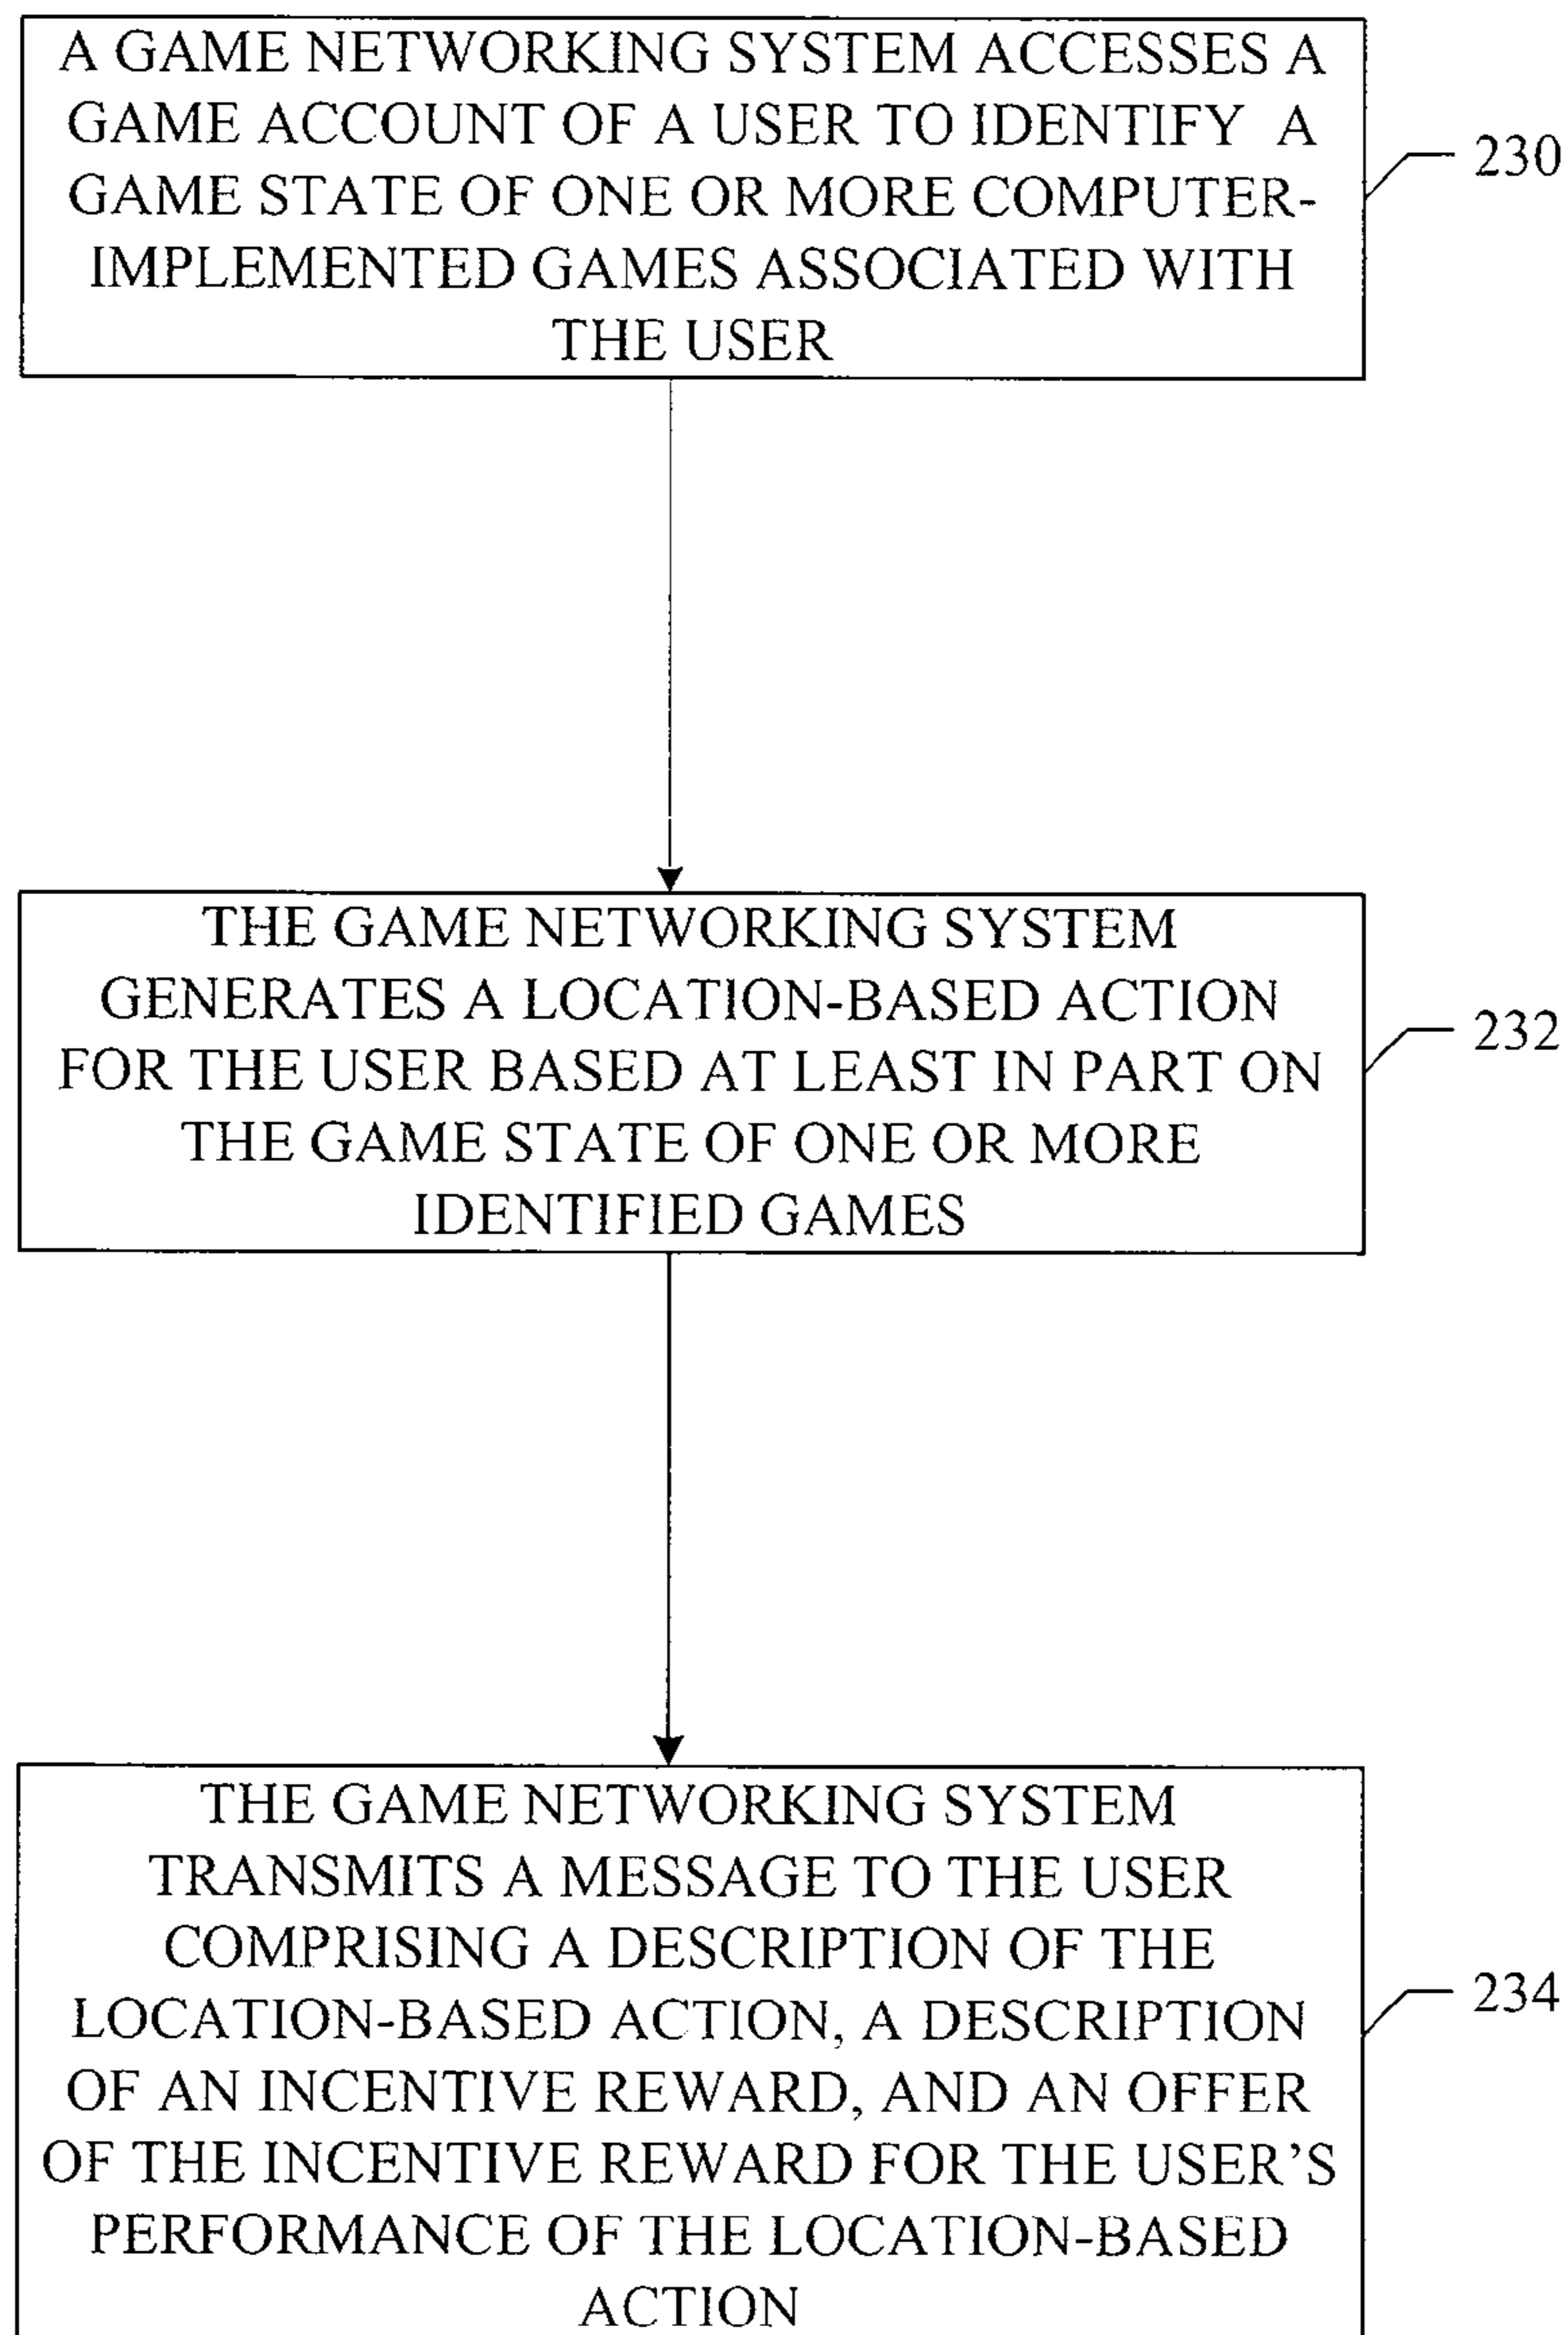 A GAME NETWORKING SYSTEM ACCESSES A
GAME ACCOUNT OF A USER TO IDENTIFY A
GAME STATE OF ONE OR MORE COMPUTER-
IMPLEMENTED GAMES ASSOCIATED WITH
THE USER
230
THE GAME NETWORKING SYSTEM
GENERATES A LOCATION-BASED ACTION
FOR THE USER BASED AT LEAST IN PART ON
THE GAME STATE OF ONE OR MORE
IDENTIFIED GAMES
232
THE GAME NETWORKING SYSTEM
TRANSMITS A MESSAGE TO THE USER
COMPRISING A DESCRIPTION OF THE
LOCATION-BASED ACTION, A DESCRIPTION
OF AN INCENTIVE REWARD, AND AN OFFER
OF THE INCENTIVE REWARD FOR THE USER’S
PERFORMANCE OF THE LOCATION-BASED
ACTION
234